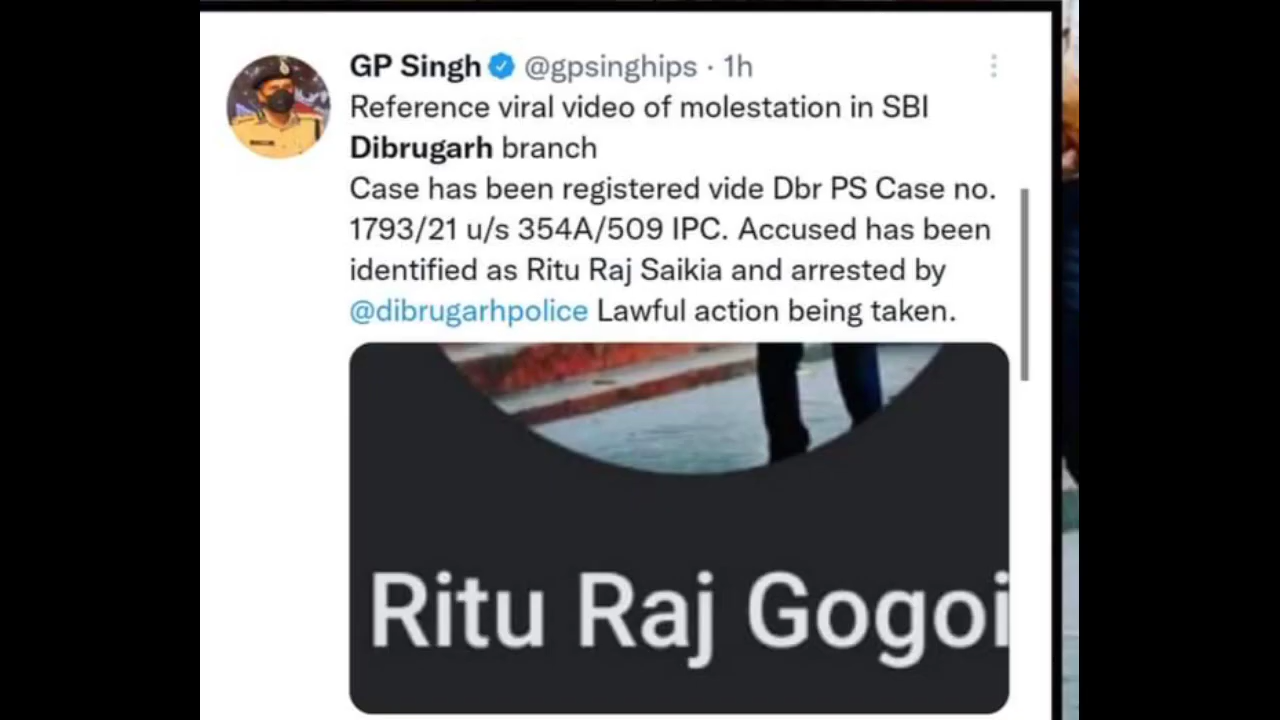 GP Singh @gpsinghips · 1h
Reference viral video of molestation in SBI
Dibrugarh branch
Case has been registered vide Dbr PS Case no.
1793/21 u/s 354A/509 IPC. Accused has been
identified as Ritu Raj Saikia and arrested by
@dibrugarhpolice Lawful action being taken.
Ritu Raj Gogoi